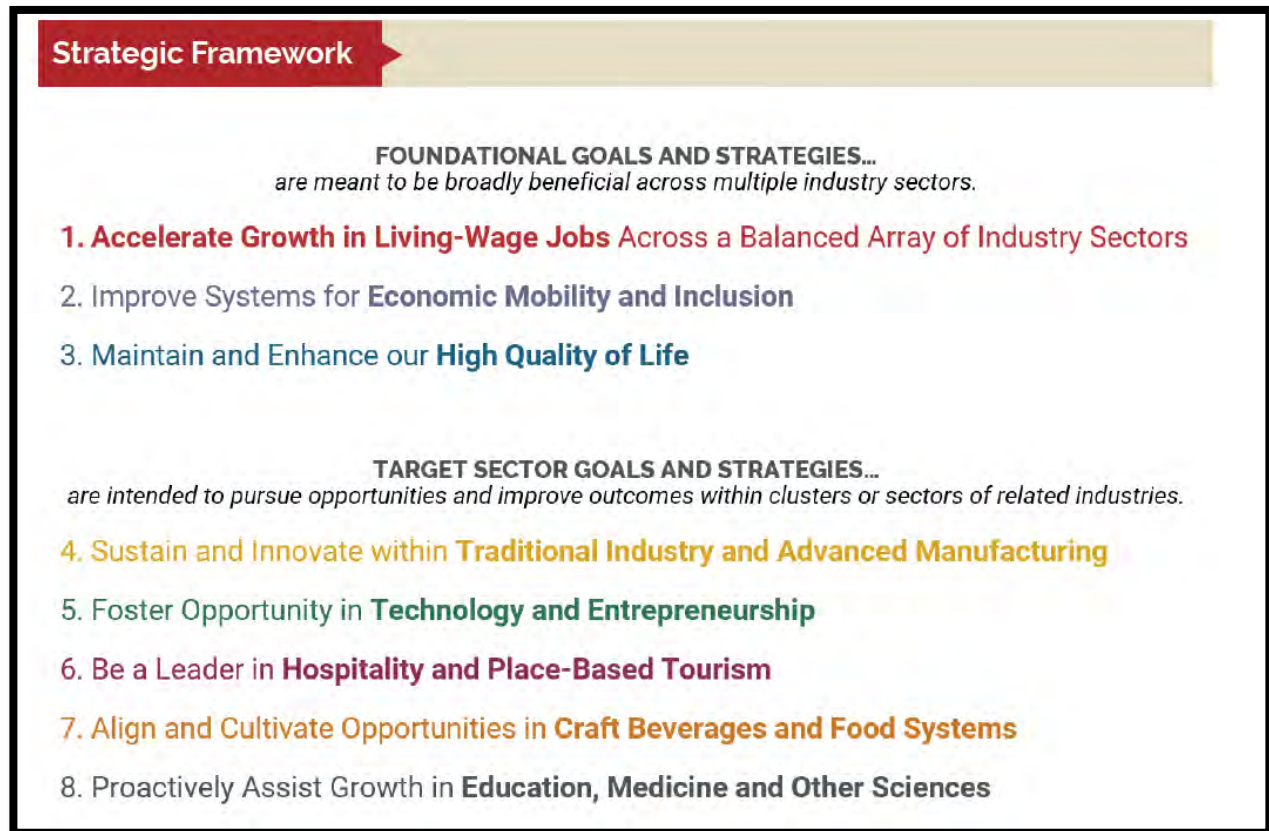 Strategic Framework
FOUNDATIONAL GOALS AND STRATEGIES...
are meant to be broadly beneficial across multiple industry sectors.
1. Accelerate Growth in Living-Wage Jobs Across a Balanced Array of Industry Sectors
2. Improve Systems for Economic Mobility and Inclusion
3. Maintain and Enhance our High Quality of Life
TARGET SECTOR GOALS AND STRATEGIES...
are intended to pursue opportunities and improve outcomes within clusters or sectors of related industries.
4. Sustain and Innovate within Traditional Industry and Advanced Manufacturing
5. Foster Opportunity in Technology and Entrepreneurship
6. Be a Leader in Hospitality and Place-Based Tourism
7. Align and Cultivate Opportunities in Craft Beverages and Food Systems
8. Proactively Assist Growth in Education, Medicine and Other Sciences